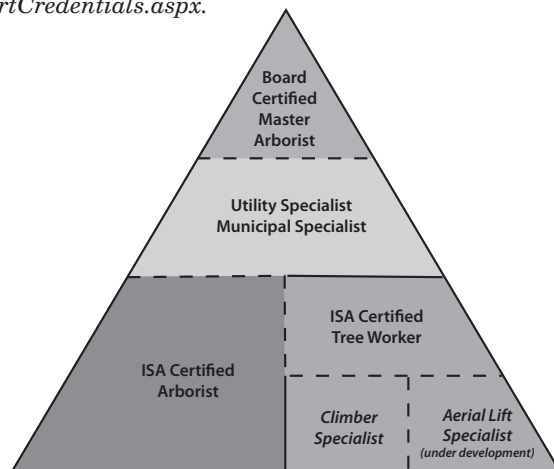 rtCredentials.aspx.
Board
Certified
Master
Arborist
Utility Specialist
Municipal Specialist
ISA Certified
Tree Worker
ISA Certified
Arborist
Climber
Specialist
Aerial Lift
Specialist
(under development)